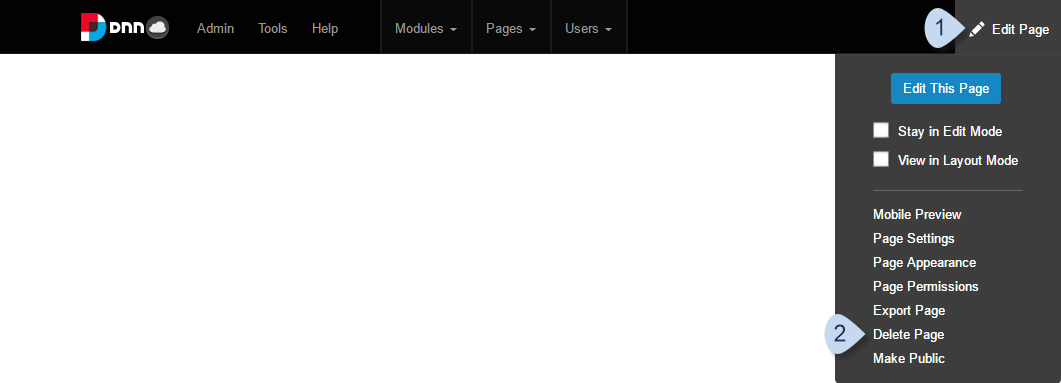 DNN Admin Tools Help Modules Pages Users 1 Edit Page
Edit This Page
Stay in Edit Mode
View in Layout Mode
Mobile Preview
Page Settings
Page Appearance
Page Permissions
Export Page
2 Delete Page
Make Public